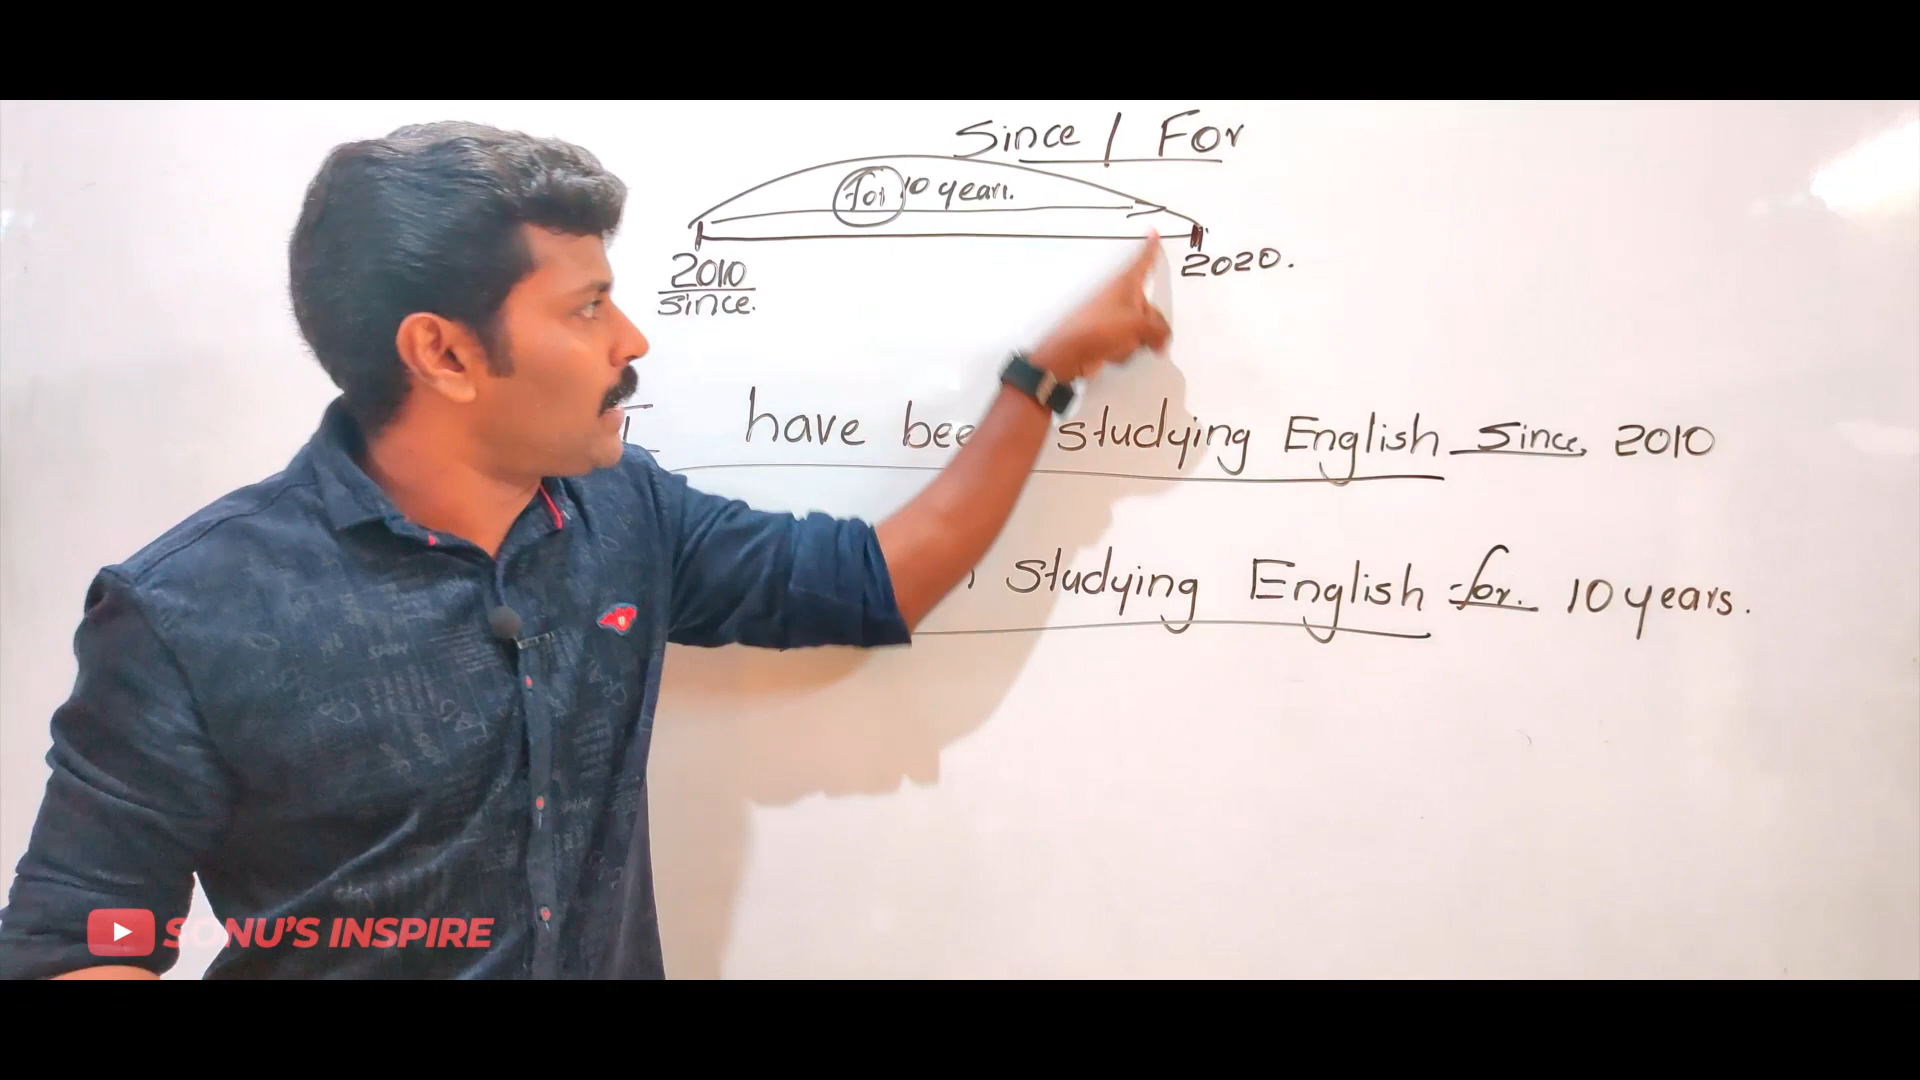 Since / For
for 10 years.
2010
2020.
since.
I have been studying English since 2010
studying English for. 10 years.
SONU'S INSPIRE